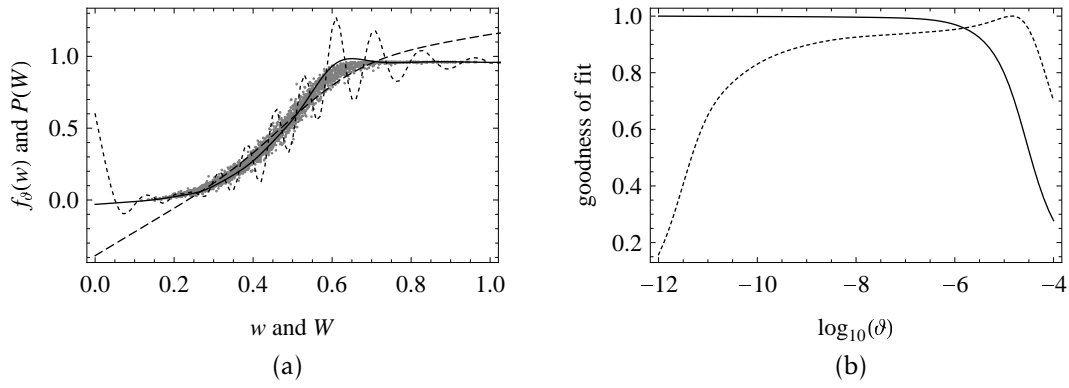 f_ϑ(w) and P(W)
1.0
0.5
0.0
0.0 0.2 0.4 0.6 0.8 1.0
w and W
(a)
goodness of fit
1.0
0.8
0.6
0.4
0.2
−12 −10 −8 −6 −4
log₁₀(ϑ)
(b)